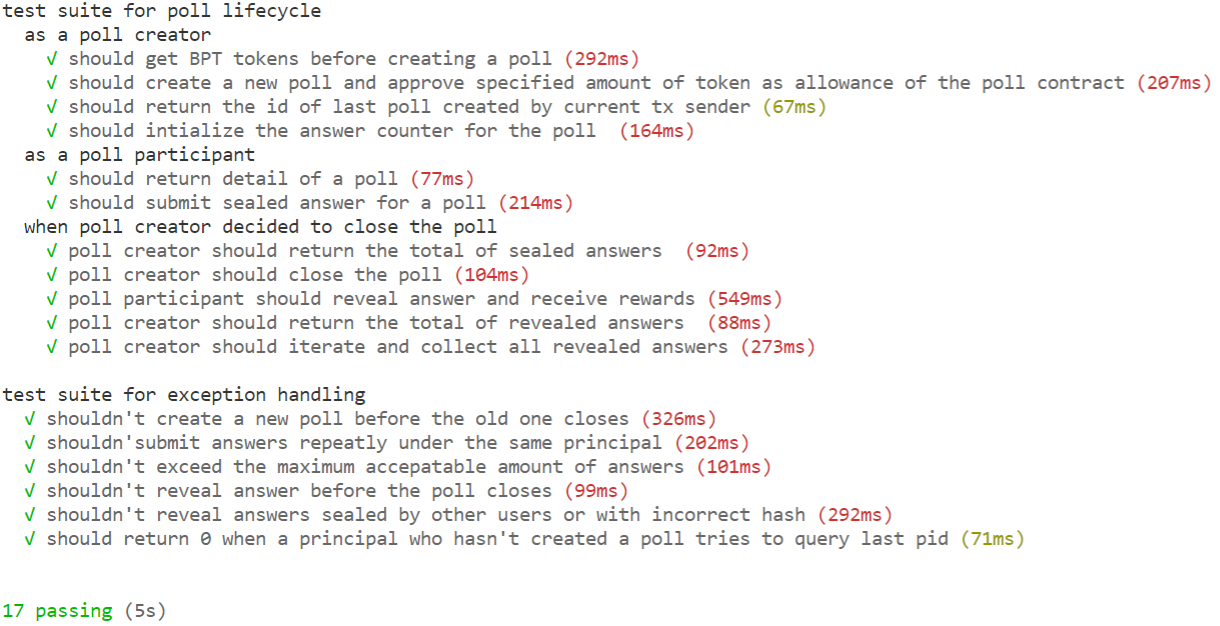 test suite for poll lifecycle
as a poll creator
√ should get BPT tokens before creating a poll (292ms)
√ should create a new poll and approve specified amount of token as allowance of the poll contract (207ms)
√ should return the id of last poll created by current tx sender (67ms)
√ should intialize the answer counter for the poll (164ms)
as a poll participant
√ should return detail of a poll (77ms)
√ should submit sealed answer for a poll (214ms)
when poll creator decided to close the poll
√ poll creator should return the total of sealed answers (92ms)
√ poll creator should close the poll (104ms)
√ poll participant should reveal answer and receive rewards (549ms)
√ poll creator should return the total of revealed answers (88ms)
√ poll creator should iterate and collect all revealed answers (273ms)
test suite for exception handling
√ shouldn't create a new poll before the old one closes (326ms)
√ shouldn'submit answers repeatly under the same principal (202ms)
√ shouldn't exceed the maximum accepatable amount of answers (101ms)
√ shouldn't reveal answer before the poll closes (99ms)
√ shouldn't reveal answers sealed by other users or with incorrect hash (292ms)
√ should return 0 when a principal who hasn't created a poll tries to query last pid (71ms)
17 passing (5s)